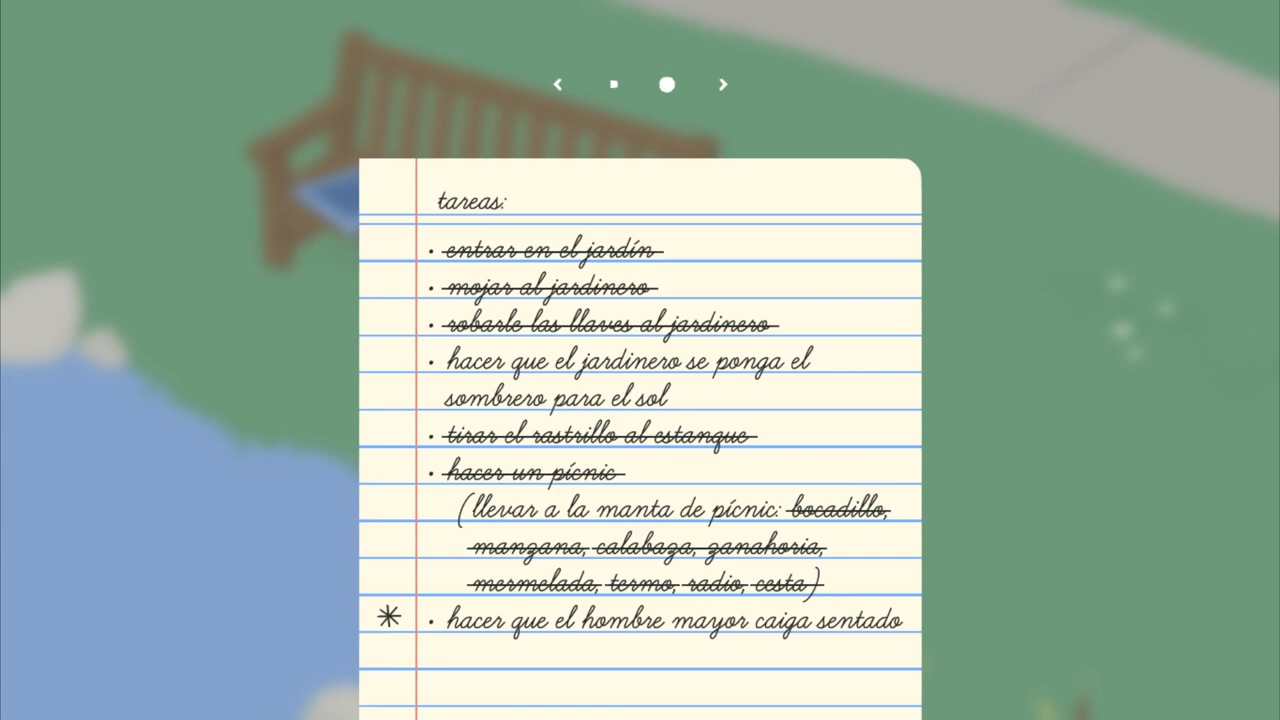 tareas:
• entrar en el jardín
• mojar al jardinero
• robarle las llaves al jardinero
• hacer que el jardinero se ponga el
sombrero para el sol
• tirar el rastrillo al estanque
• hacer un pícnic
(llevar a la manta de pícnic: bocadillo,
manzana, calabaza, zanahoria,
mermelada, termo, radio, cesta)
• hacer que el hombre mayor caiga sentado